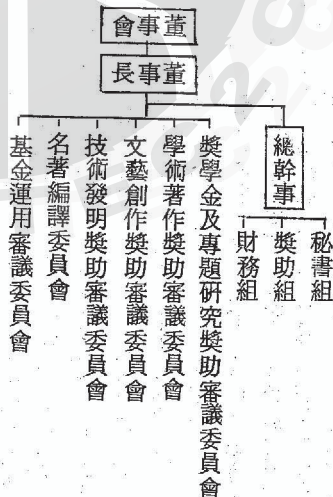 董事會
董事長
總幹事
秘書組
獎助組
財務組
獎學金及專題研究獎助審議委員會
學術著作獎助審議委員會
文藝創作獎助審議委員會
技術發明獎助審議委員會
名著編譯委員會
基金運用審議委員會